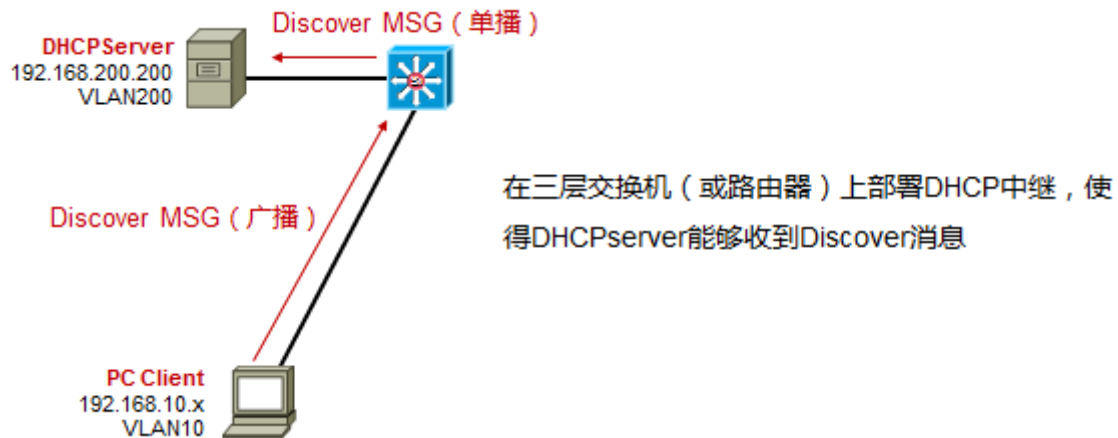 Discover MSG（单播）
DHCPServer
192.168.200.200
VLAN200
在三层交换机（或路由器）上部署DHCP中继，使
得DHCPserver能够收到Discover消息
Discover MSG（广播）
PC Client
192.168.10.x
VLAN10